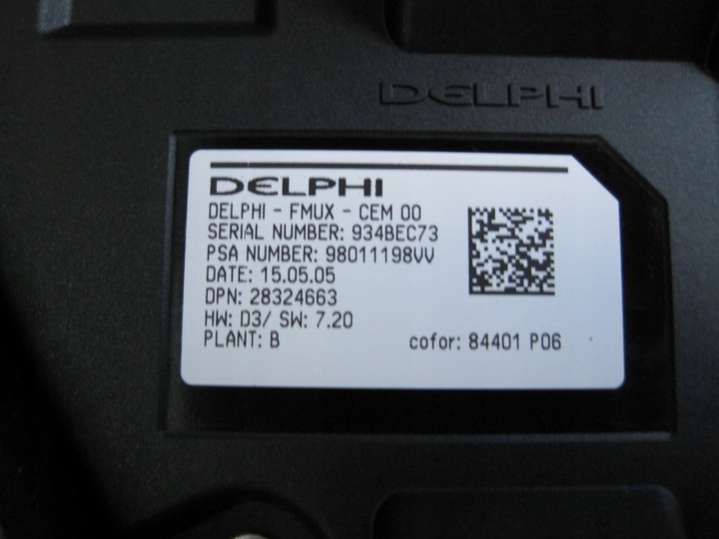 DELPHI
DELPHI
DELPHI - FMUX - CEM 00
SERIAL NUMBER: 934BEC73
PSA NUMBER: 98011198VV
DATE: 15.05.05
DPN: 28324663
HW: D3/ SW: 7.20
PLANT: B
cofor: 84401 P06